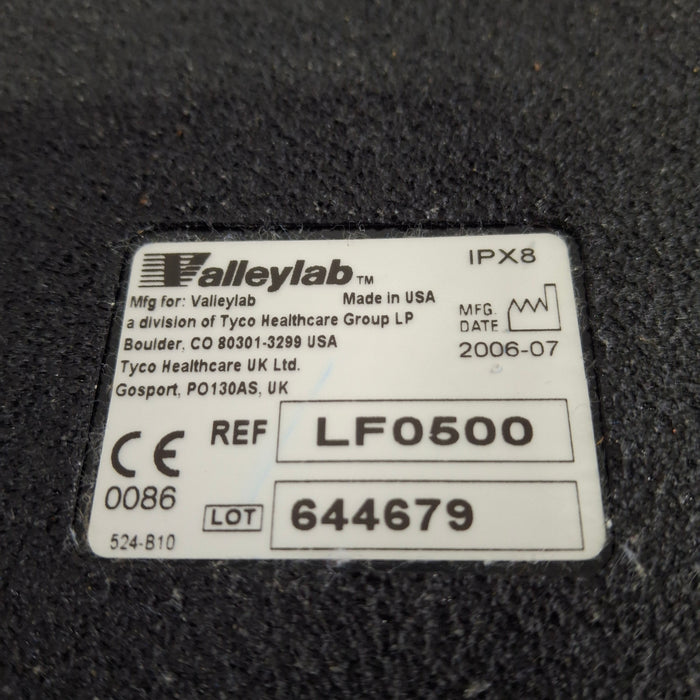 Valleylab™
IPX8
Mfg for: Valleylab Made in USA
a division of Tyco Healthcare Group LP
Boulder, CO 80301-3299 USA
Tyco Healthcare UK Ltd.
Gosport, PO130AS, UK
MFG.
DATE
2006-07
REF LF0500
CE
0086
LOT 644679
524-B10